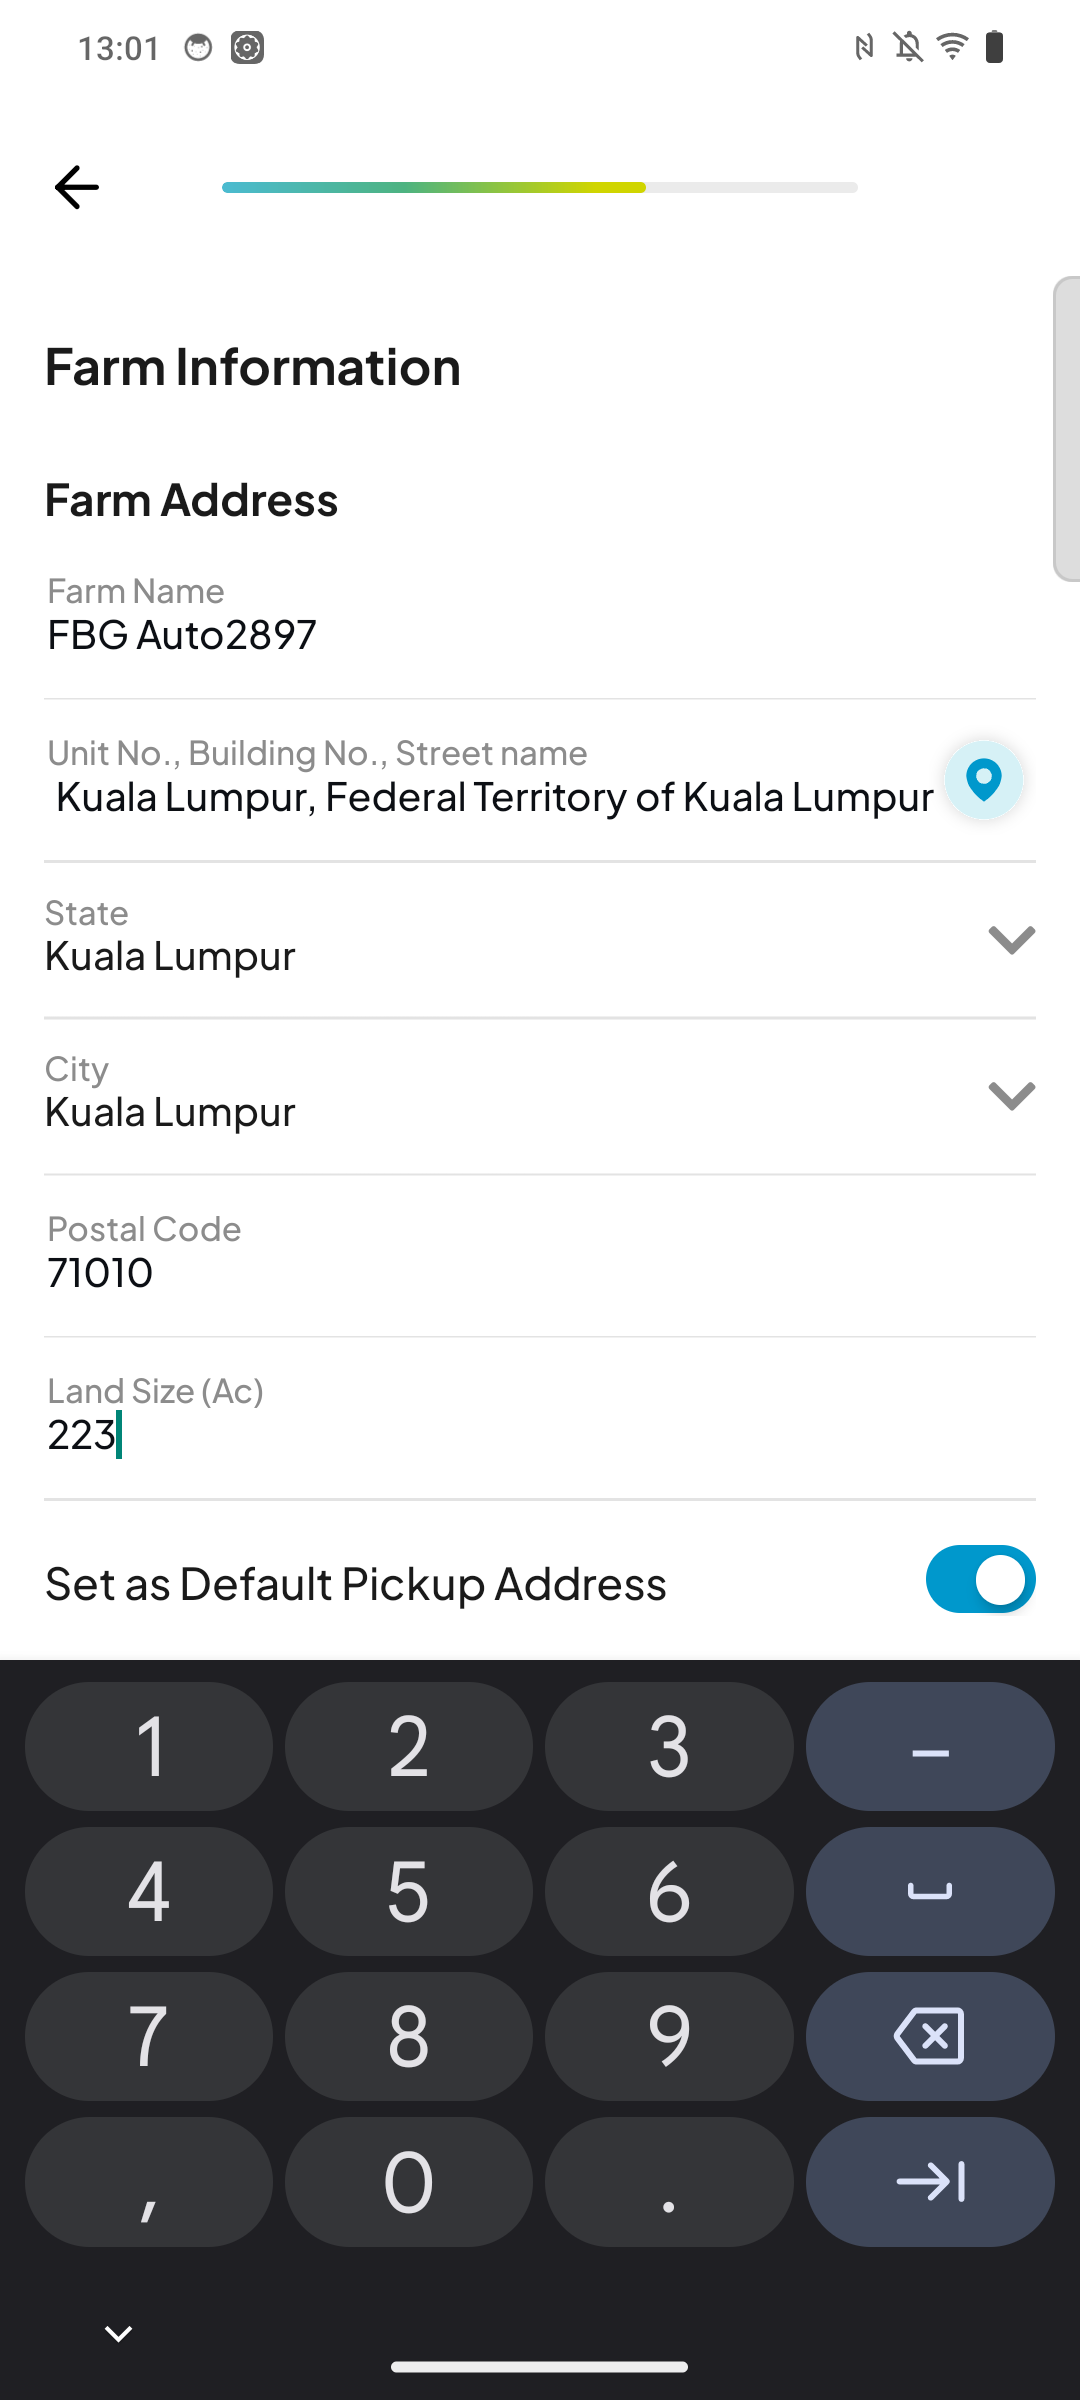 13:01
Farm Information
Farm Address
Farm Name
FBG Auto2897
Unit No., Building No., Street name
Kuala Lumpur, Federal Territory of Kuala Lumpur
State
Kuala Lumpur
City
Kuala Lumpur
Postal Code
71010
Land Size (Ac)
223
Set as Default Pickup Address
1 2 3 –
4 5 6
7 8 9
, 0 .